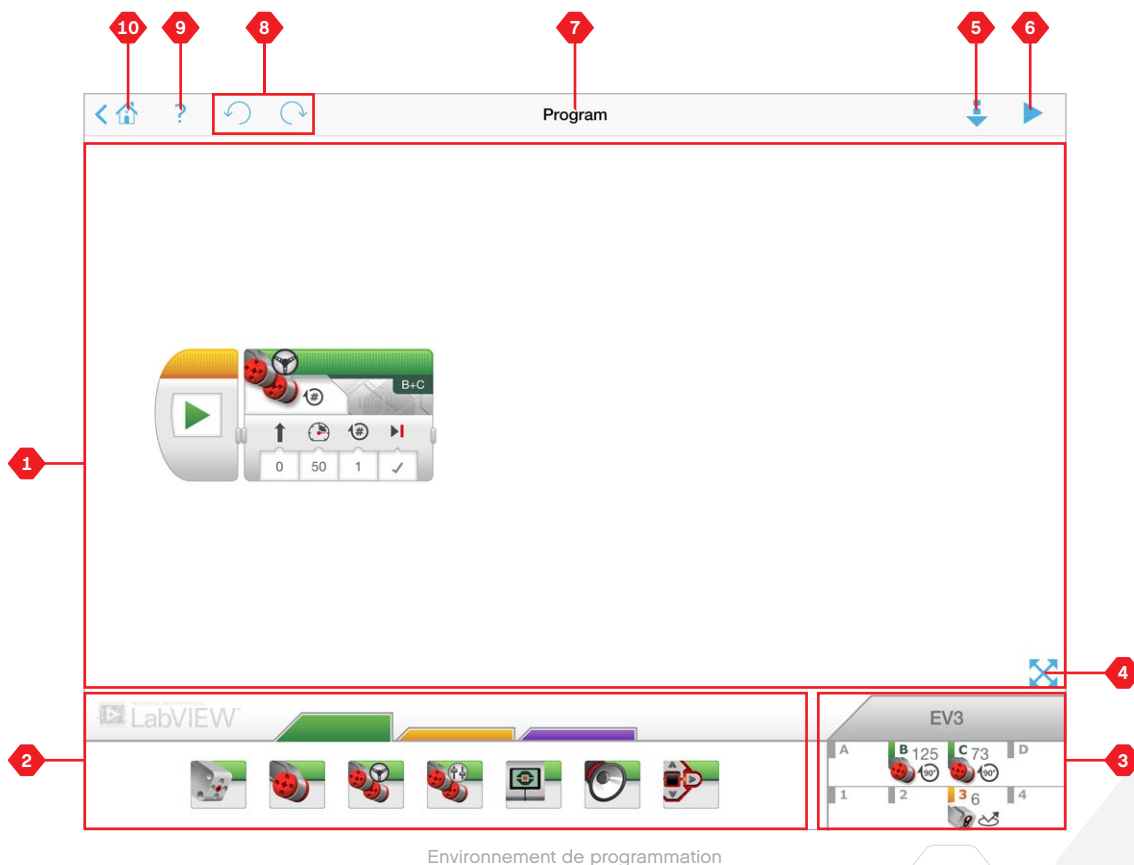 10 9 8 7 5 6
? Program
B+C
#
#
0 50 1
1
4
LabVIEW
EV3
A B 125 C 73 D
90° 90°
2 3
1 2 3 6 4
Environnement de programmation